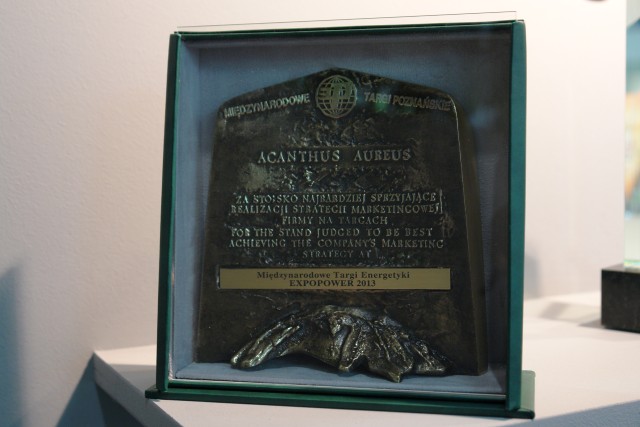 MIĘDZYNARODOWE TARGI POZNAŃSKIE
ACANTHUS AUREUS
ZA STOISKO NAJBARDZIEJ SPRZYJAJĄCE
REALIZACJI STRATEGII MARKETINGOWEJ
FIRMY NA TARGACH
FOR THE STAND JUDGED TO BE BEST
ACHIEVING THE COMPANY'S MARKETING
STRATEGY AT
Międzynarodowe Targi Energetyki
EXPOPOWER 2013